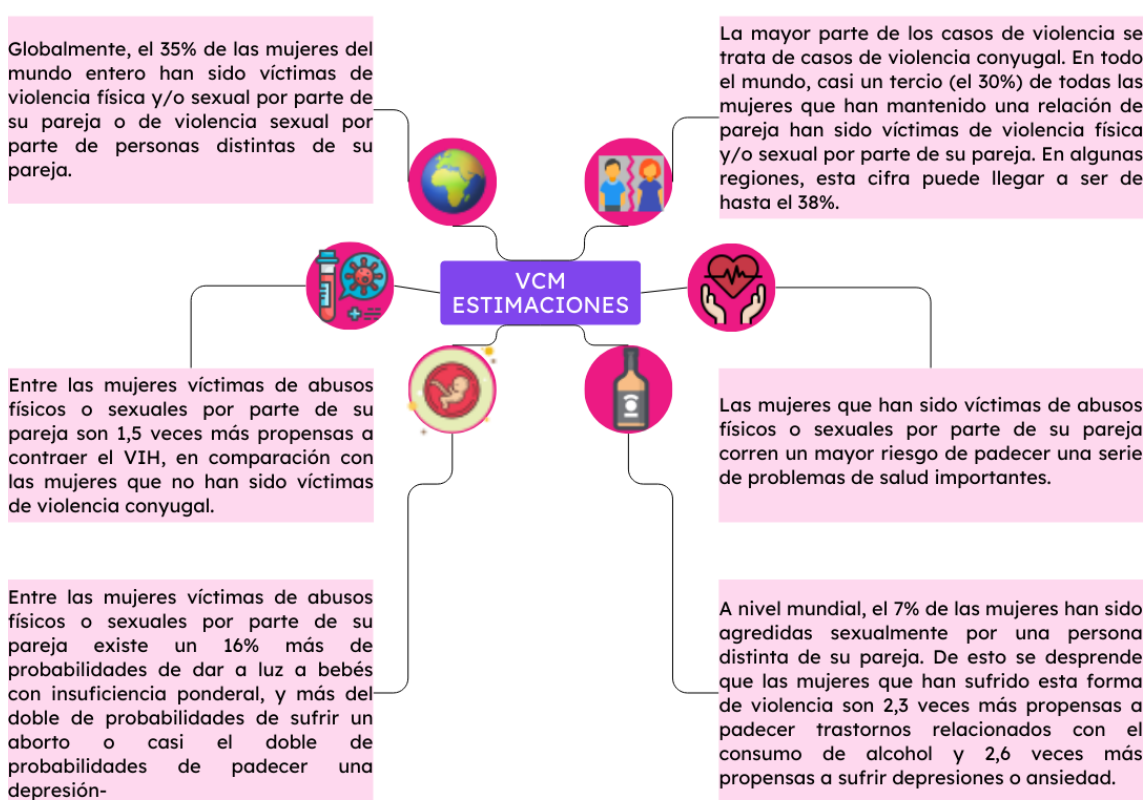 Globalmente, el 35% de las mujeres del
mundo entero han sido víctimas de
violencia física y/o sexual por parte de
su pareja o de violencia sexual por
parte de personas distintas de su
pareja.
La mayor parte de los casos de violencia se
trata de casos de violencia conyugal. En todo
el mundo, casi un tercio (el 30%) de todas las
mujeres que han mantenido una relación de
pareja han sido víctimas de violencia física
y/o sexual por parte de su pareja. En algunas
regiones, esta cifra puede llegar a ser de
hasta el 38%.
VCM
ESTIMACIONES
Entre las mujeres víctimas de abusos
físicos o sexuales por parte de su
pareja son 1,5 veces más propensas a
contraer el VIH, en comparación con
las mujeres que no han sido víctimas
de violencia conyugal.
Las mujeres que han sido víctimas de abusos
físicos o sexuales por parte de su pareja
corren un mayor riesgo de padecer una serie
de problemas de salud importantes.
Entre las mujeres víctimas de abusos
físicos o sexuales por parte de su
pareja existe un 16% más de
probabilidades de dar a luz a bebés
con insuficiencia ponderal, y más del
doble de probabilidades de sufrir un
aborto o casi el doble de
probabilidades de padecer una
depresión-
A nivel mundial, el 7% de las mujeres han sido
agredidas sexualmente por una persona
distinta de su pareja. De esto se desprende
que las mujeres que han sufrido esta forma
de violencia son 2,3 veces más propensas a
padecer trastornos relacionados con el
consumo de alcohol y 2,6 veces más
propensas a sufrir depresiones o ansiedad.